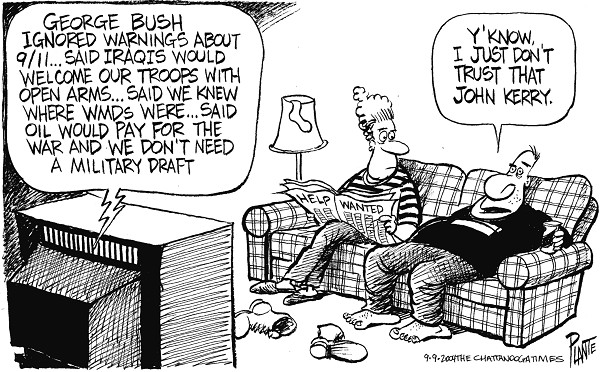 GEORGE BUSH
IGNORED WARNINGS ABOUT
9/11...SAID IRAQIS WOULD
WELCOME OUR TROOPS WITH
OPEN ARMS...SAID WE KNEW
WHERE WMDs WERE...SAID
OIL WOULD PAY FOR THE
WAR AND WE DON'T NEED
A MILITARY DRAFT
Y'KNOW,
I JUST DON'T
TRUST THAT
JOHN KERRY.
HELP WANTED
9-9-2004 THE CHATTANOOGA TIMES
PLANTE